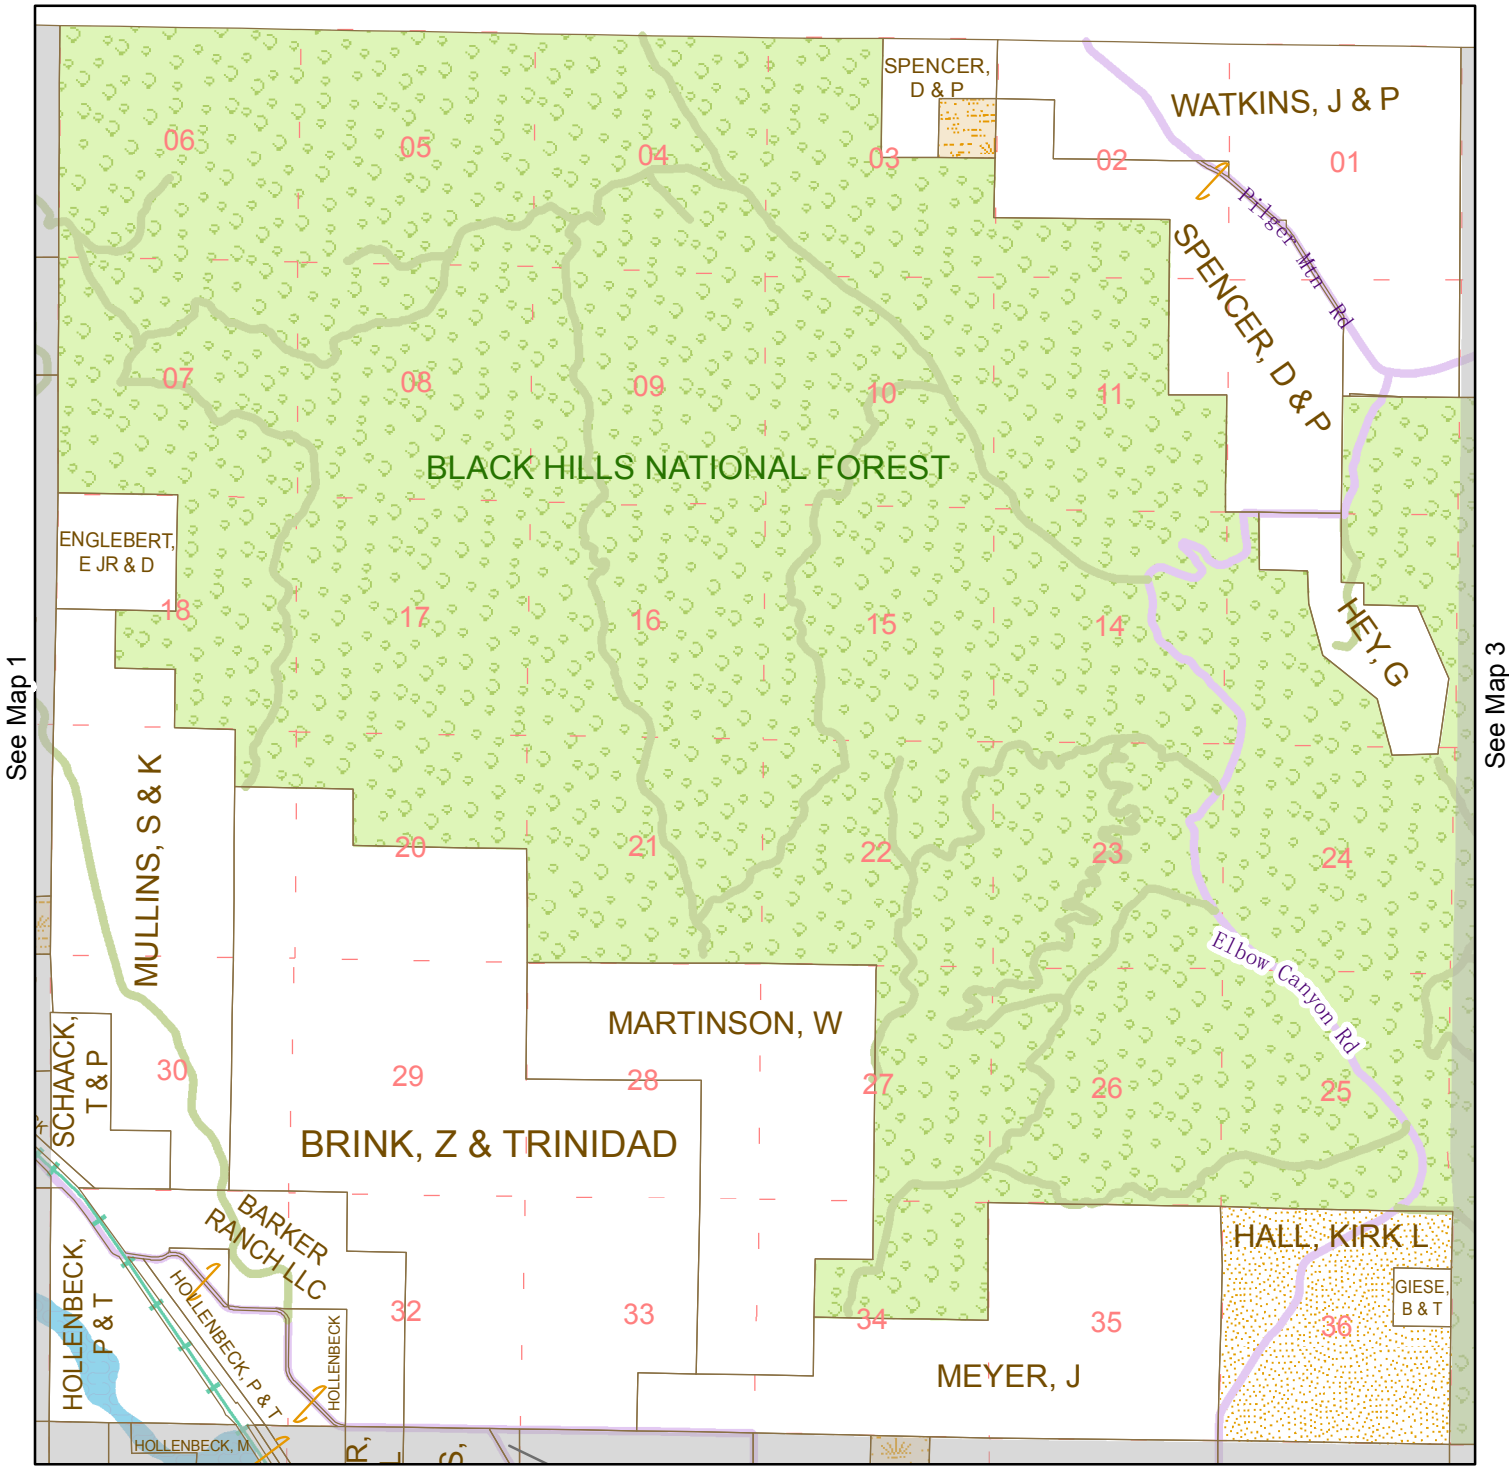 SPENCER,
D & P
WATKINS, J & P
06
05
04
03
02
01
Pilger Mtn Rd
SPENCER, D & P
07
08
09
10
11
BLACK HILLS NATIONAL FOREST
ENGLEBERT,
E JR & D
18
17
16
15
14
HEY, G
See Map 1
See Map 3
MULLINS, S & K
20
21
22
23
24
Elbow Canyon Rd
MARTINSON, W
SCHAACK,
T & P
30
29
28
27
26
25
BRINK, Z & TRINIDAD
BARKER
RANCH LLC
HALL, KIRK L
HOLLENBECK,
P & T
HOLLENBECK, P & T
HOLLENBECK
GIESE,
B & T
32
33
34
35
36
MEYER, J
HOLLENBECK, M
R,
L
S,